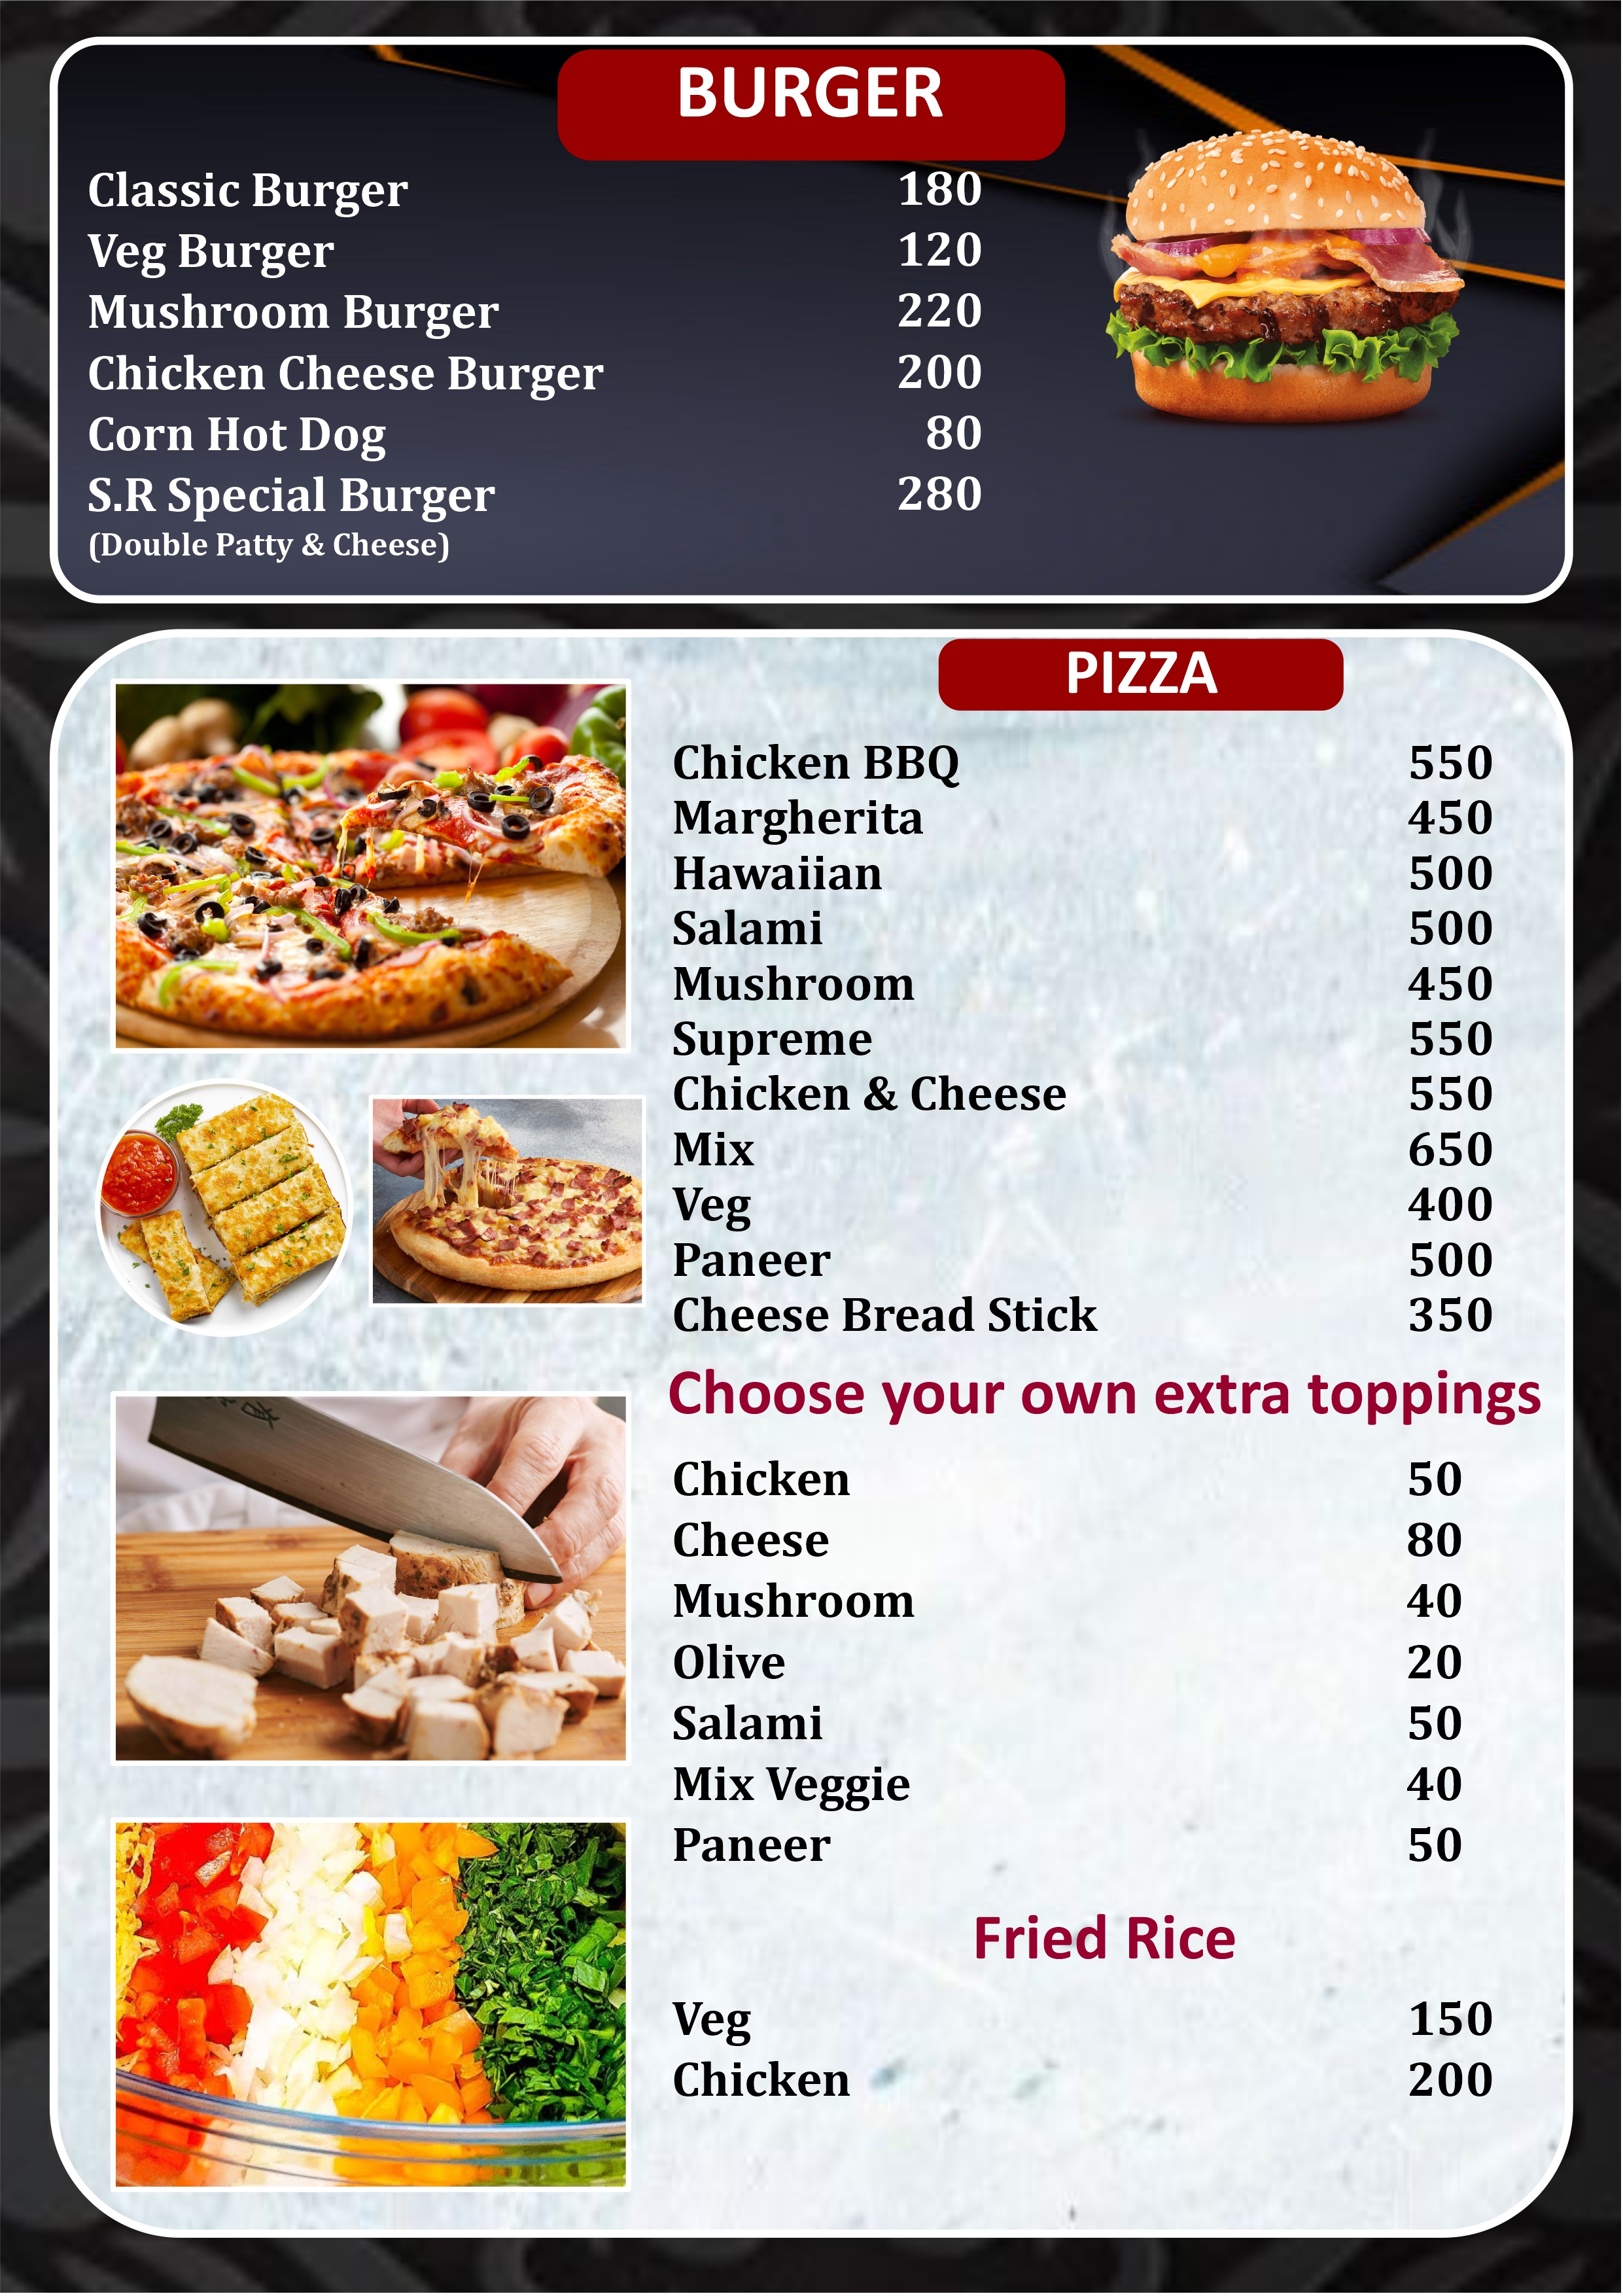 BURGER
Classic Burger 180
Veg Burger 120
Mushroom Burger 220
Chicken Cheese Burger 200
Corn Hot Dog 80
S.R Special Burger 280
(Double Patty & Cheese)
PIZZA
Chicken BBQ 550
Margherita 450
Hawaiian 500
Salami 500
Mushroom 450
Supreme 550
Chicken & Cheese 550
Mix 650
Veg 400
Paneer 500
Cheese Bread Stick 350
Choose your own extra toppings
Chicken 50
Cheese 80
Mushroom 40
Olive 20
Salami 50
Mix Veggie 40
Paneer 50
Fried Rice
Veg 150
Chicken 200